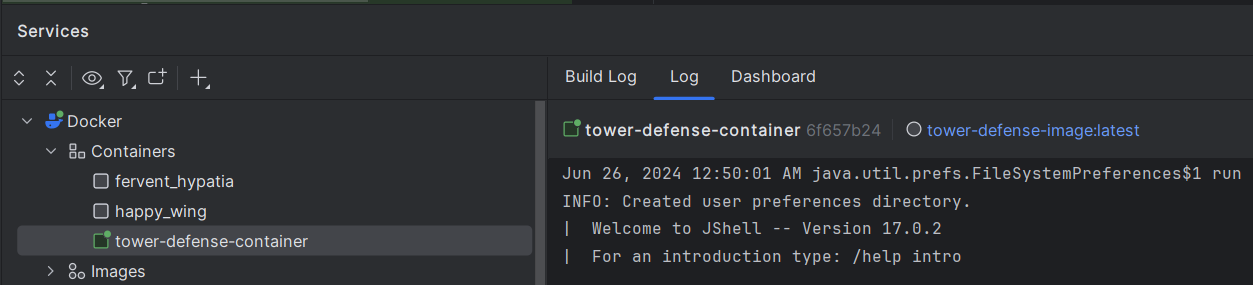 Services
Build Log Log Dashboard
Docker
Containers
fervent_hypatia
happy_wing
tower-defense-container
Images
tower-defense-container 6f657b24 tower-defense-image:latest
Jun 26, 2024 12:50:01 AM java.util.prefs.FileSystemPreferences$1 run
INFO: Created user preferences directory.
| Welcome to JShell -- Version 17.0.2
| For an introduction type: /help intro